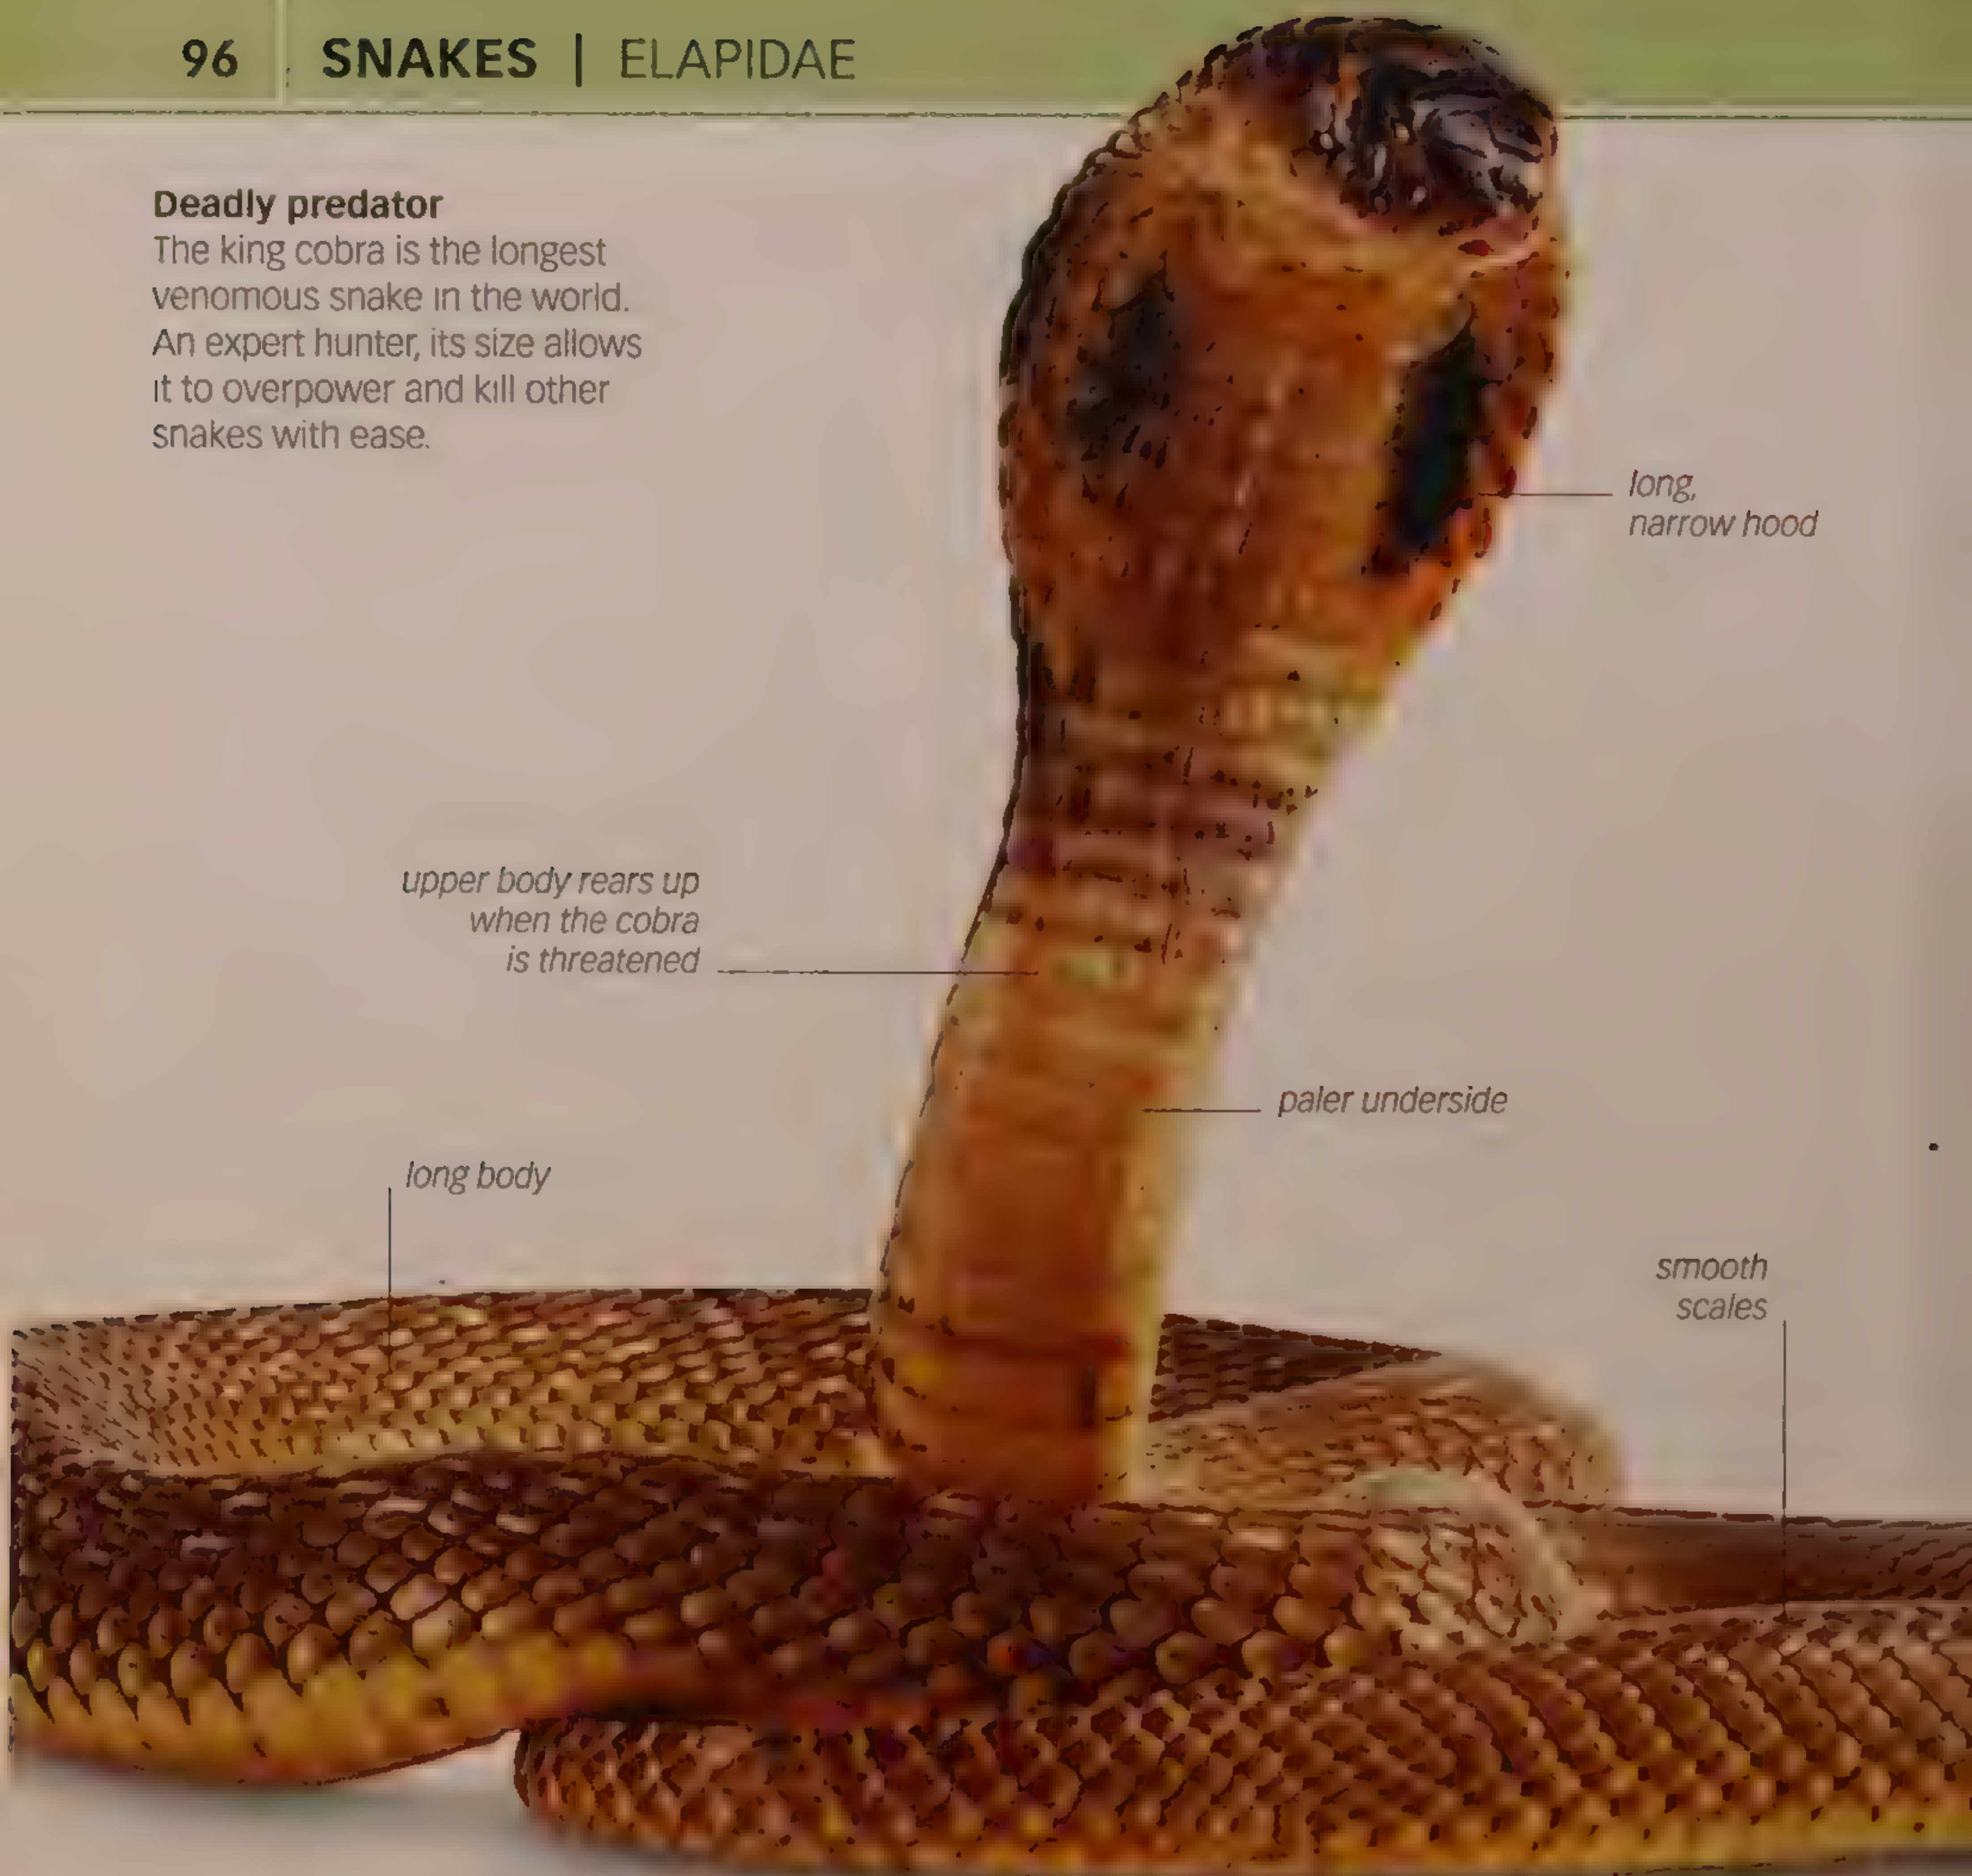 96 SNAKES | ELAPIDAE
Deadly predator
The king cobra is the longest
venomous snake in the world.
An expert hunter, its size allows
it to overpower and kill other
snakes with ease.
long,
narrow hood
upper body rears up
when the cobra
is threatened
paler underside
long body
smooth
scales